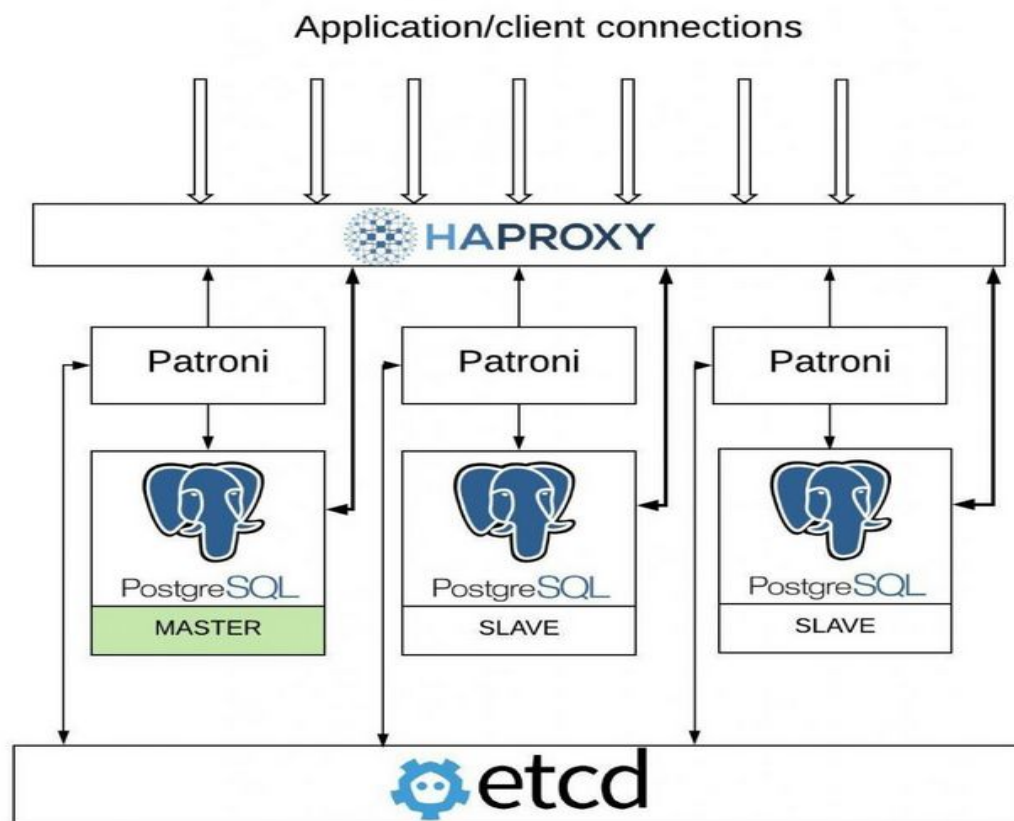 Application/client connections
HAPROXY
Patroni Patroni Patroni
PostgreSQL PostgreSQL PostgreSQL
MASTER SLAVE SLAVE
etcd